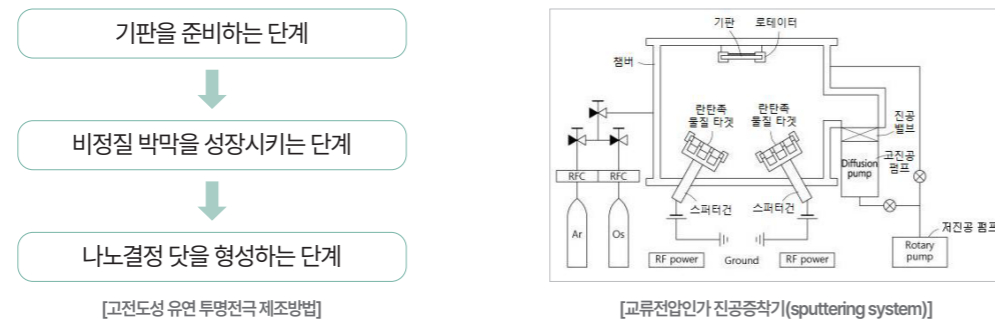 기판을 준비하는 단계
비정질 박막을 성장시키는 단계
나노결정 닷을 형성하는 단계
[고전도성 유연 투명전극 제조방법]
기판 로테이터
챔버
란탄족
물질 타겟
란탄족
물질 타겟
진공
밸브
Diffusion
pump
고진공
펌프
RFC
RFC
스퍼터건
스퍼터건
Ar
Os
저진공 펌프
Rotary
pump
RF power
Ground
RF power
[교류전압인가 진공증착기(sputtering system)]